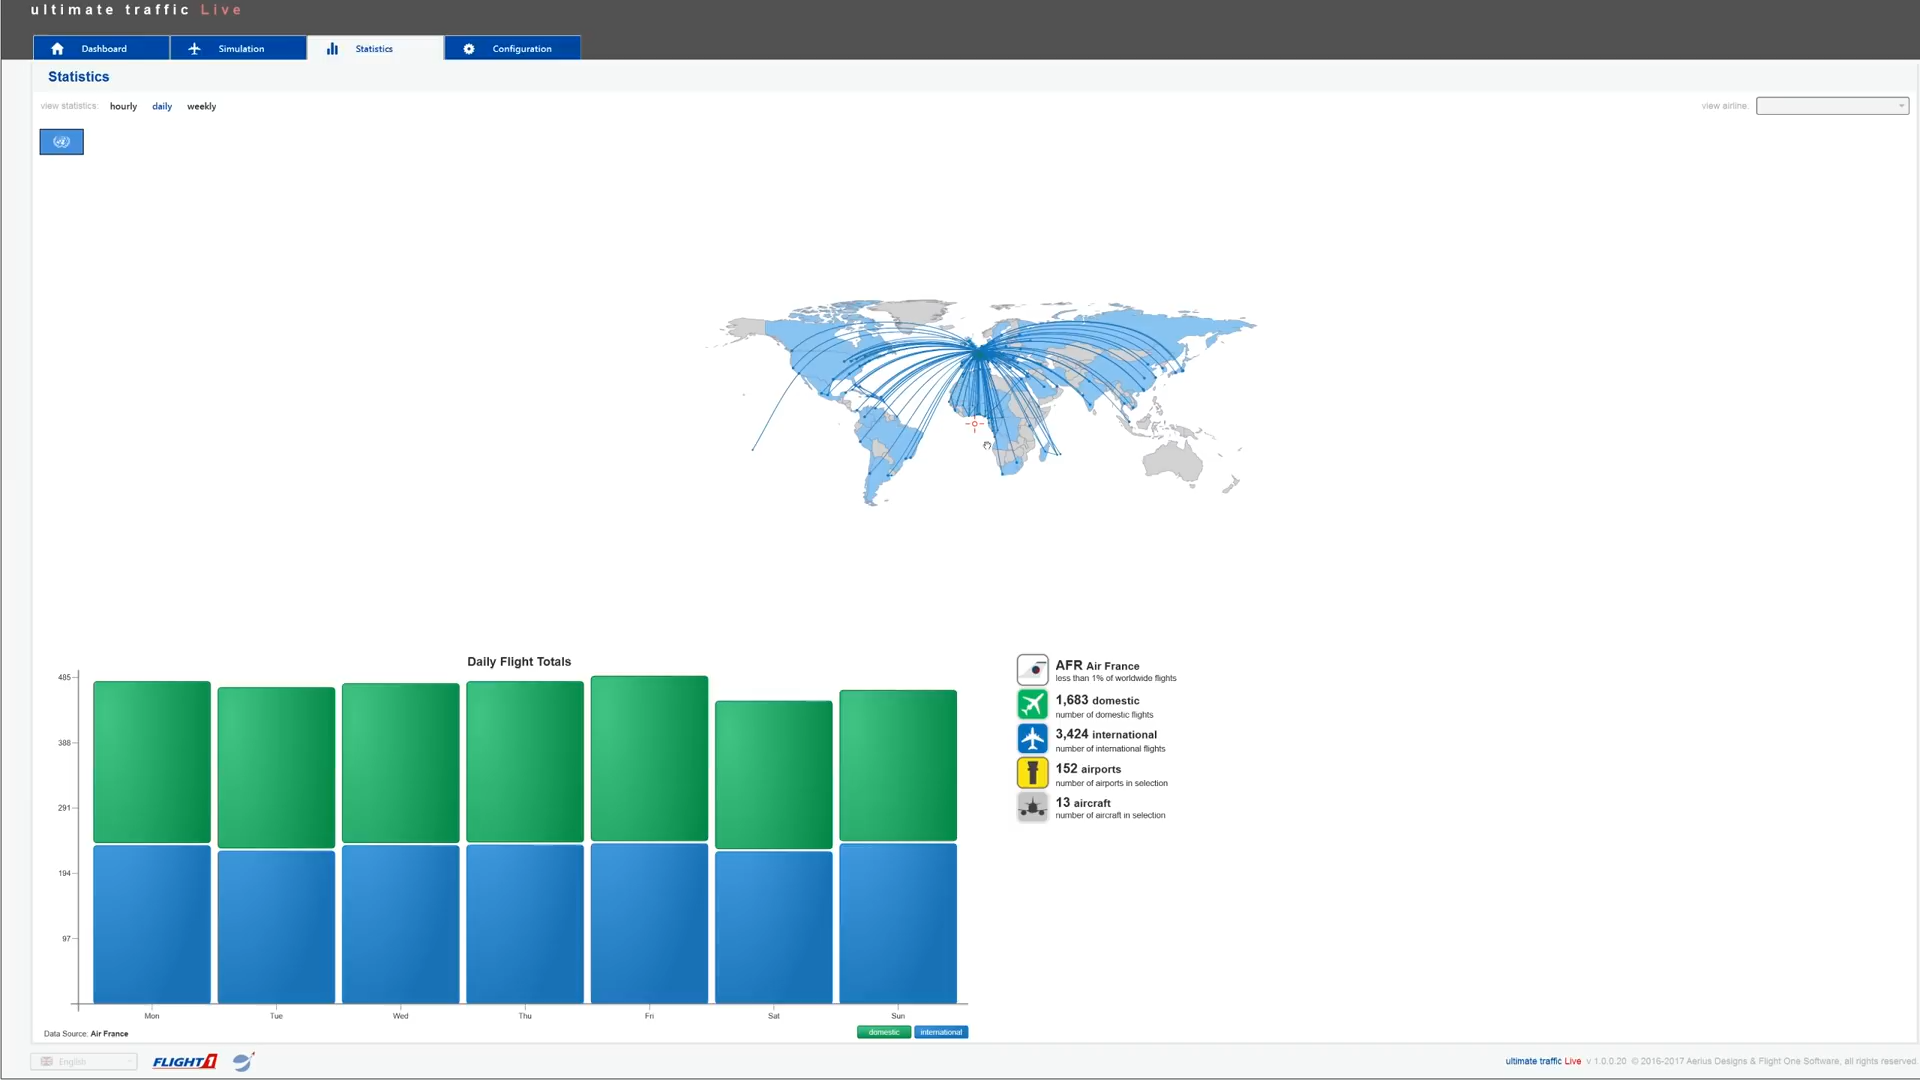 ultimate traffic Live
Dashboard
Simulation
Statistics
Configuration
Statistics
view statistics: hourly daily weekly
view airline:
Daily Flight Totals
485
388
291
194
97
Mon Tue Wed Thu Fri Sat Sun
Data Source: Air France
domestic international
AFR Air France
less than 1% of worldwide flights
1,683 domestic
number of domestic flights
3,424 international
number of international flights
152 airports
number of airports in selection
13 aircraft
number of aircraft in selection
English
FLIGHT1
ultimate traffic Live v 1.0.0.20 © 2016-2017 Aerius Designs & Flight One Software, all rights reserved.